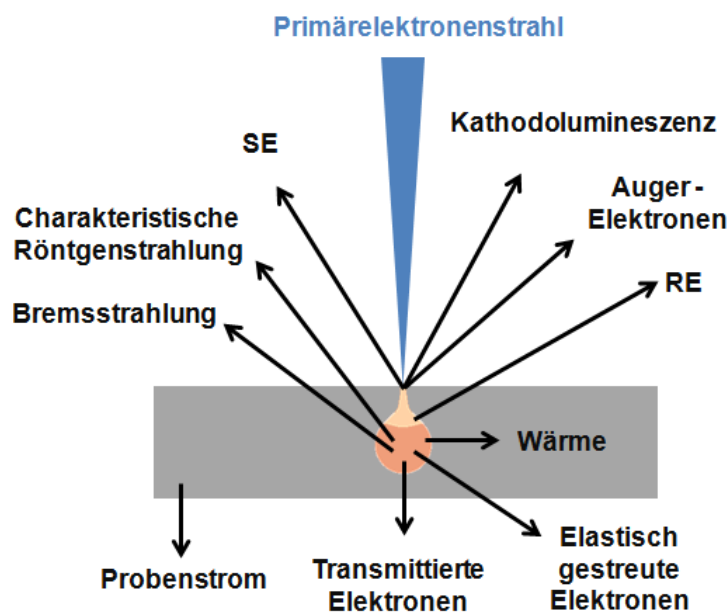 Primärelektronenstrahl
SE
Kathodolumineszenz
Charakteristische
Röntgenstrahlung
Auger -
Elektronen
Bremsstrahlung
RE
Wärme
Probenstrom
Transmittierte
Elektronen
Elastisch
gestreute
Elektronen